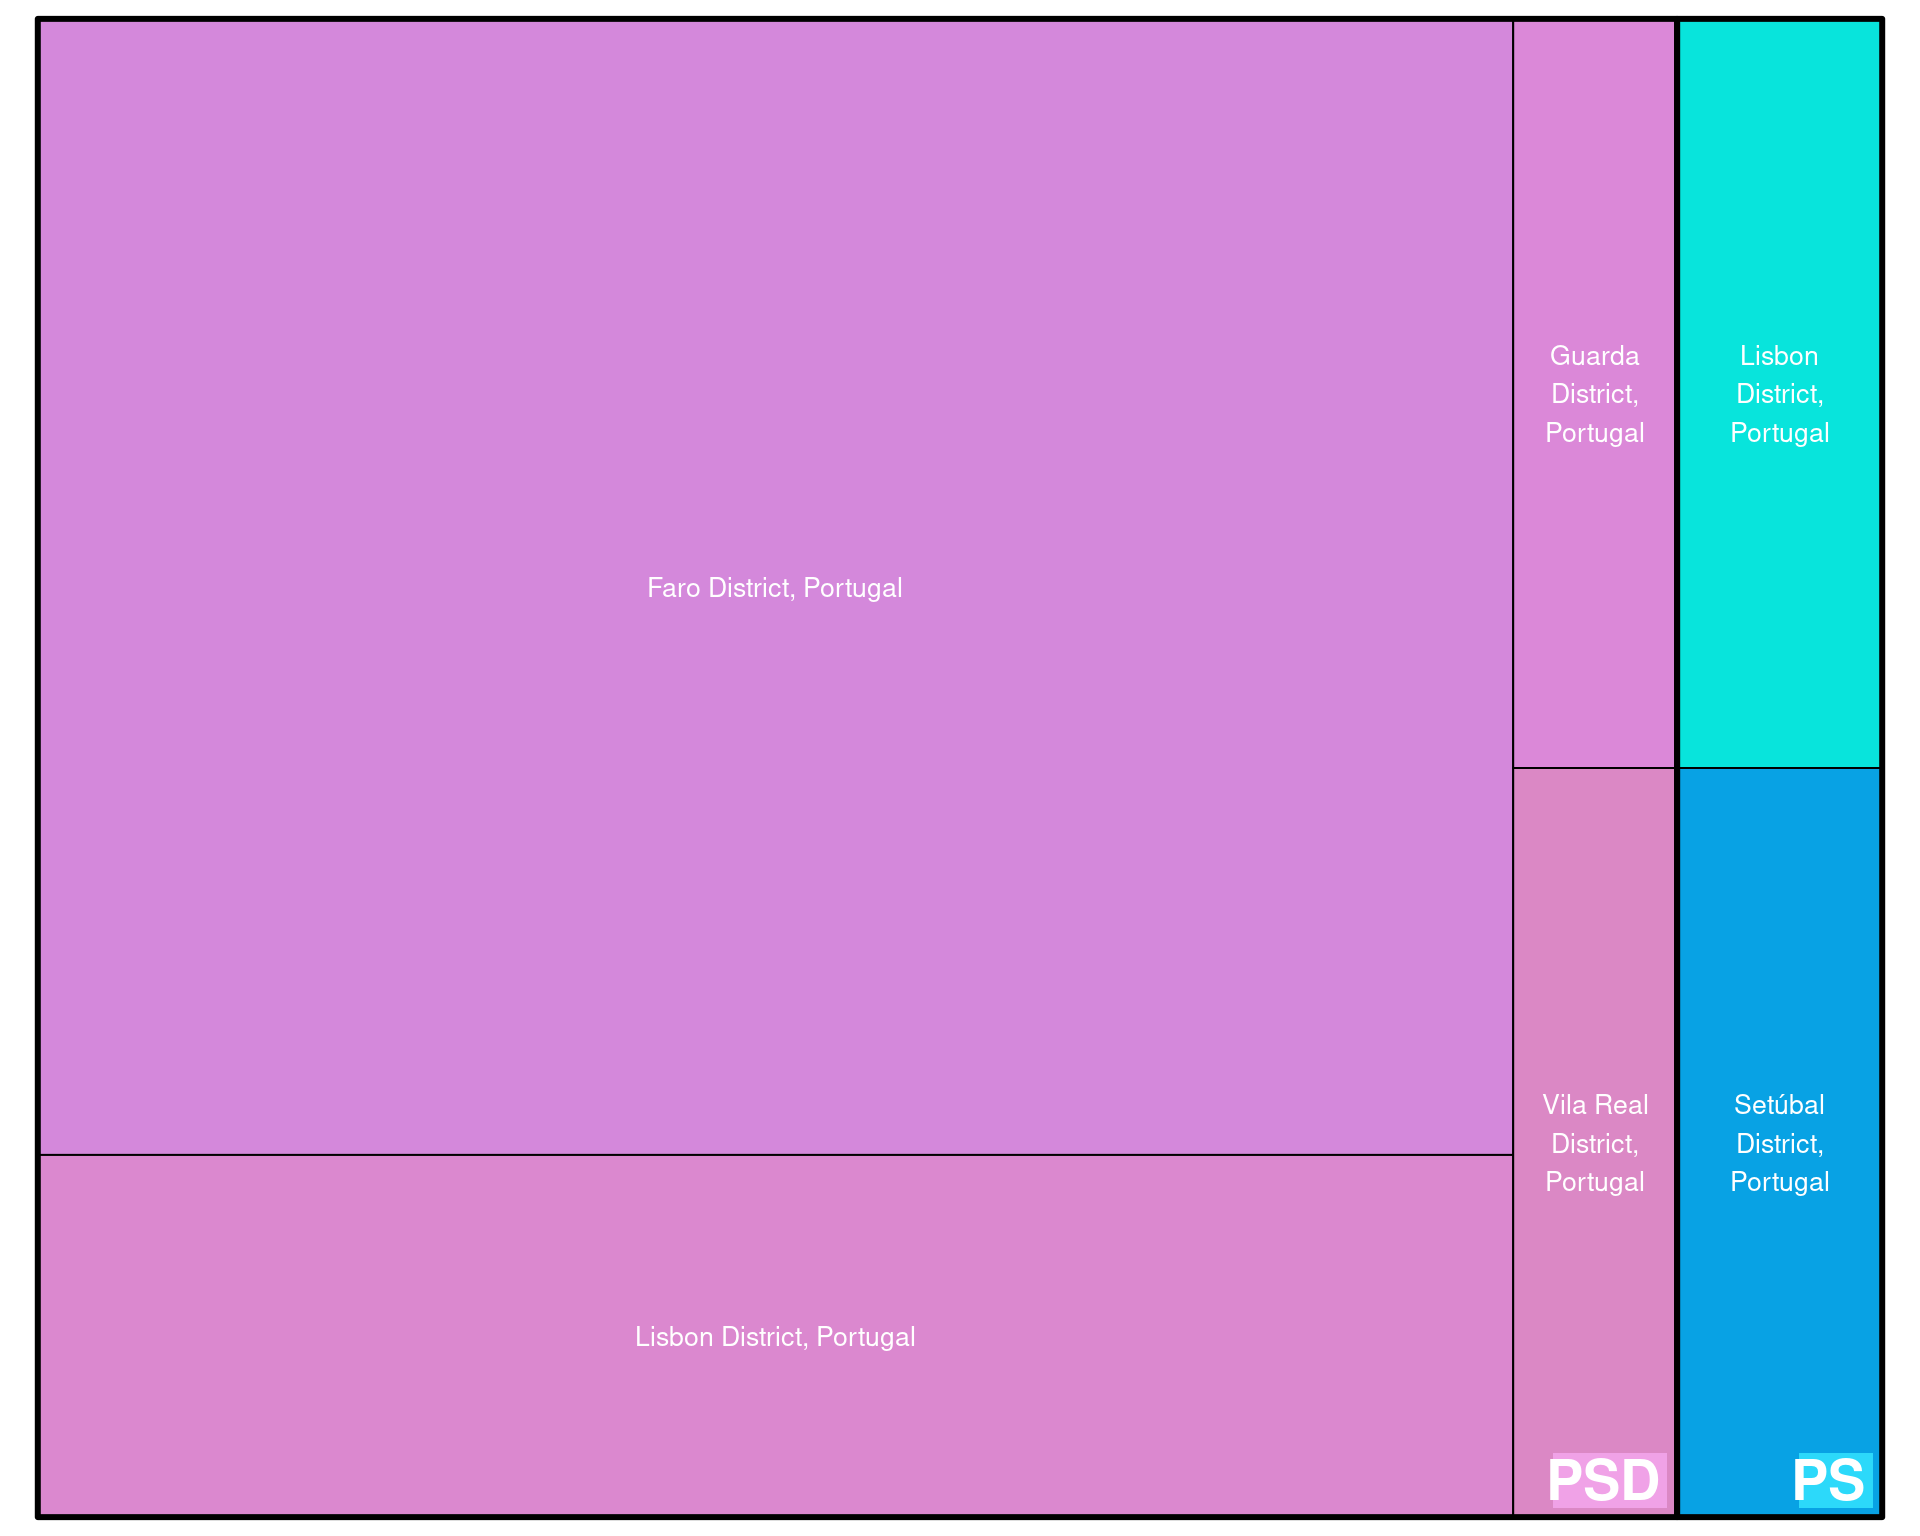 Faro District, Portugal
Lisbon District, Portugal
Guarda
District,
Portugal
Vila Real
District,
Portugal
PSD
Lisbon
District,
Portugal
Setúbal
District,
Portugal
PS